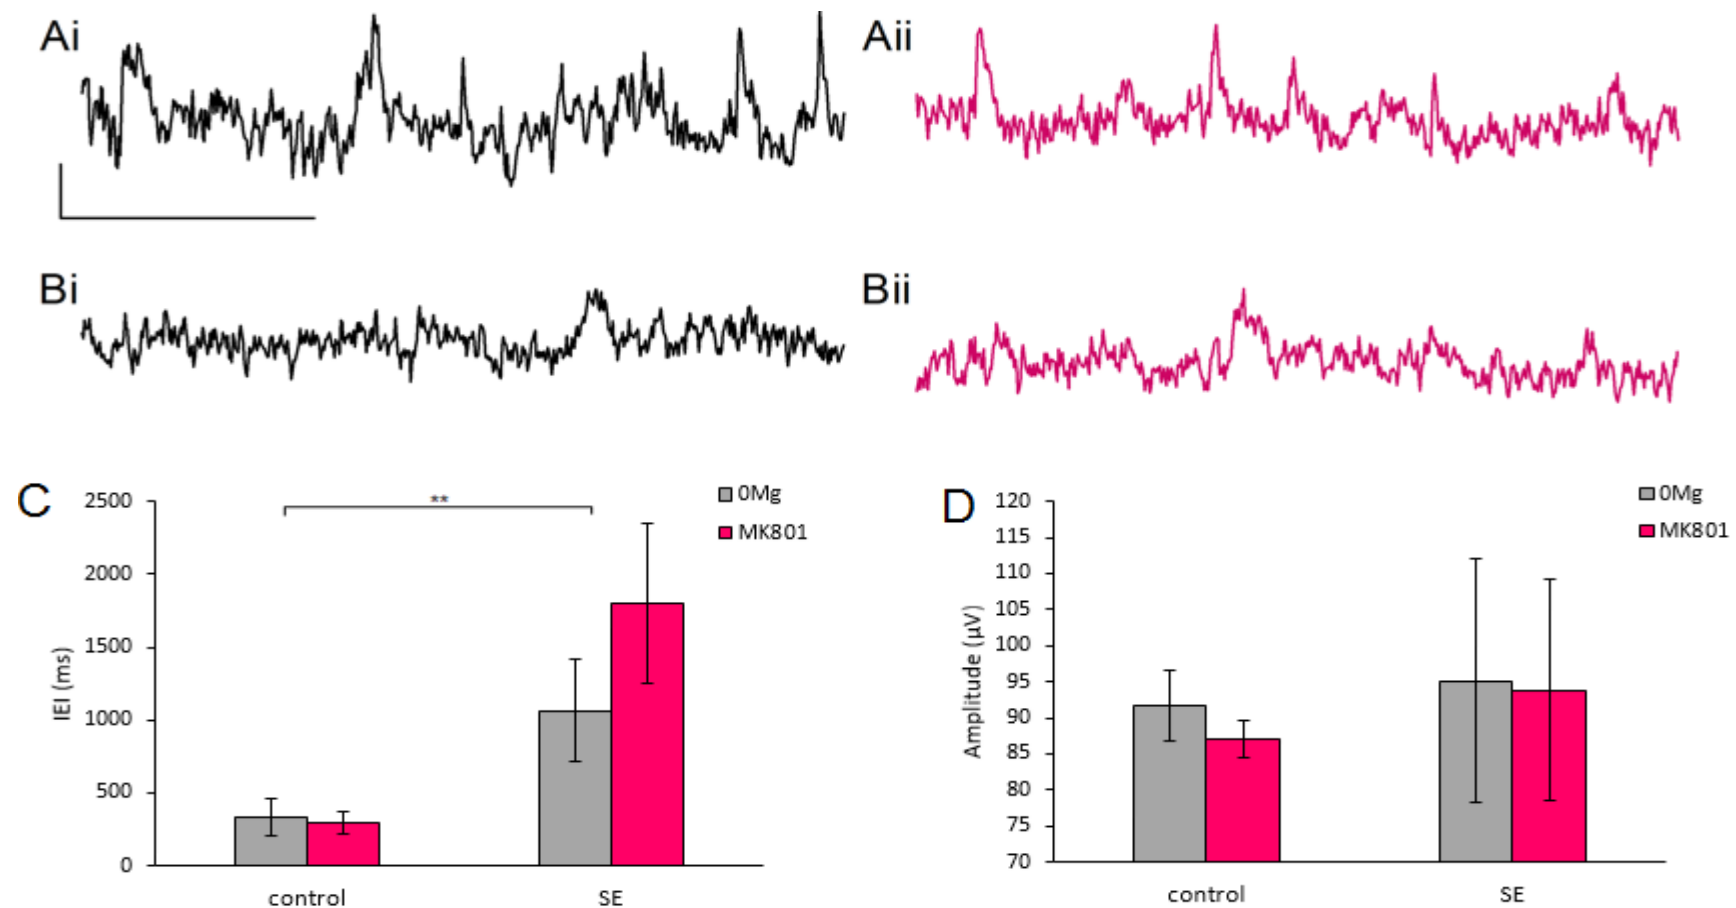 Ai
Aii
Bi
Bii
C
2500
2000
1500
1000
500
0
IEI (ms)
**
0Mg
MK801
control
SE
D
120
115
110
105
100
95
90
85
80
75
70
Amplitude (µV)
0Mg
MK801
control
SE